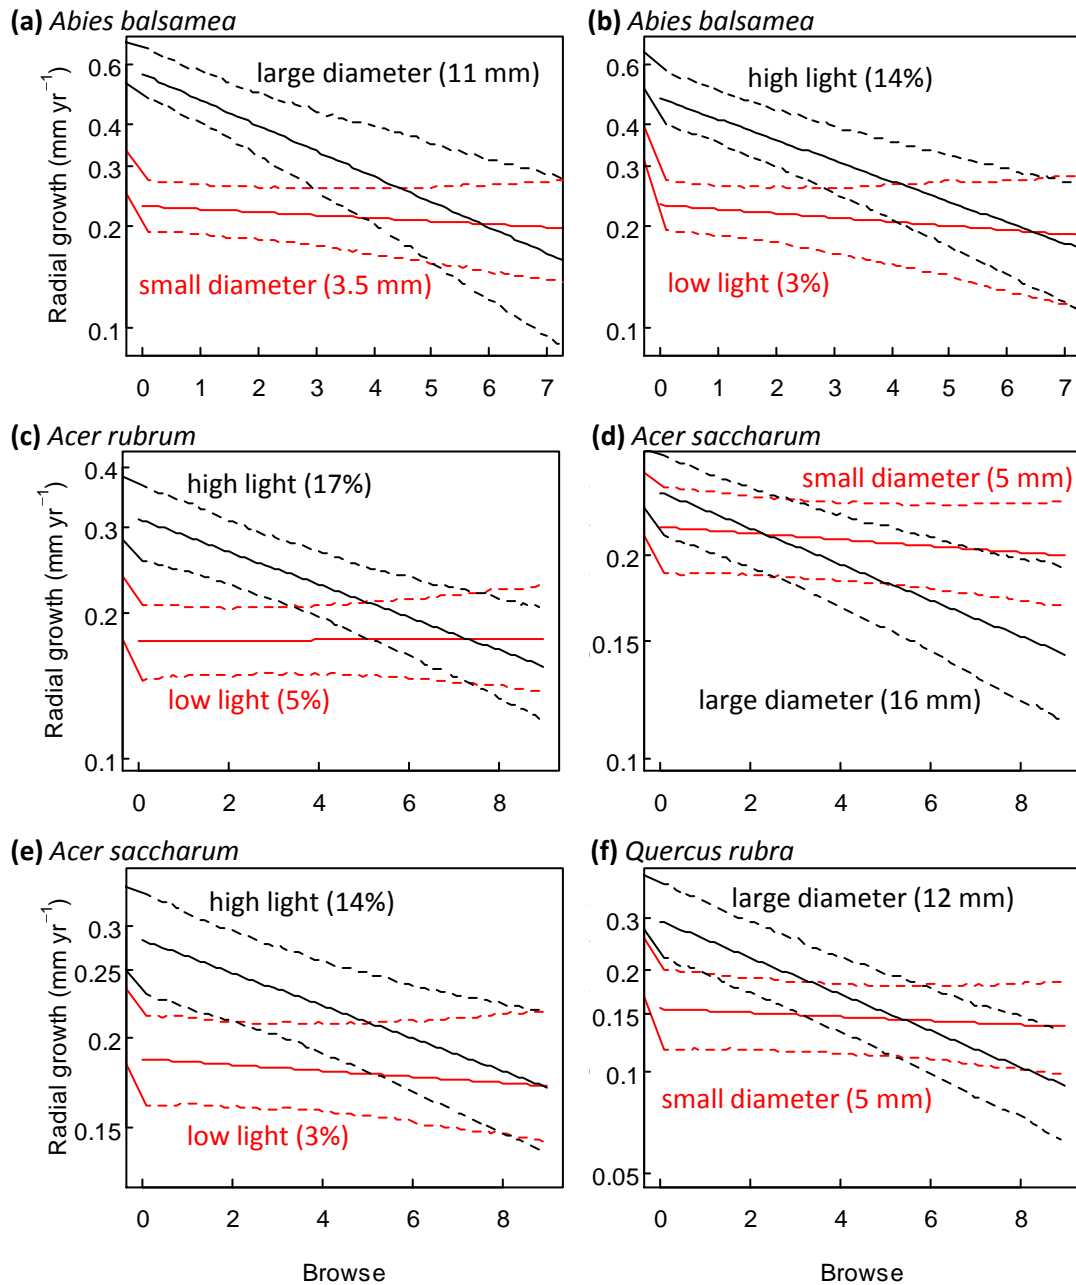 (a) Abies balsamea
(b) Abies balsamea
Radial growth (mm yr⁻¹)
0.6
0.4
0.3
0.2
0.1
large diameter (11 mm)
small diameter (3.5 mm)
0 1 2 3 4 5 6 7
0.6
0.4
0.3
0.2
0.1
high light (14%)
low light (3%)
0 1 2 3 4 5 6 7
(c) Acer rubrum
(d) Acer saccharum
Radial growth (mm yr⁻¹)
0.4
0.3
0.2
0.1
high light (17%)
low light (5%)
0 2 4 6 8
0.2
0.15
0.1
small diameter (5 mm)
large diameter (16 mm)
0 2 4 6 8
(e) Acer saccharum
(f) Quercus rubra
Radial growth (mm yr⁻¹)
0.3
0.25
0.2
0.15
high light (14%)
low light (3%)
0 2 4 6 8
Browse
0.3
0.2
0.15
0.1
0.05
large diameter (12 mm)
small diameter (5 mm)
0 2 4 6 8
Browse